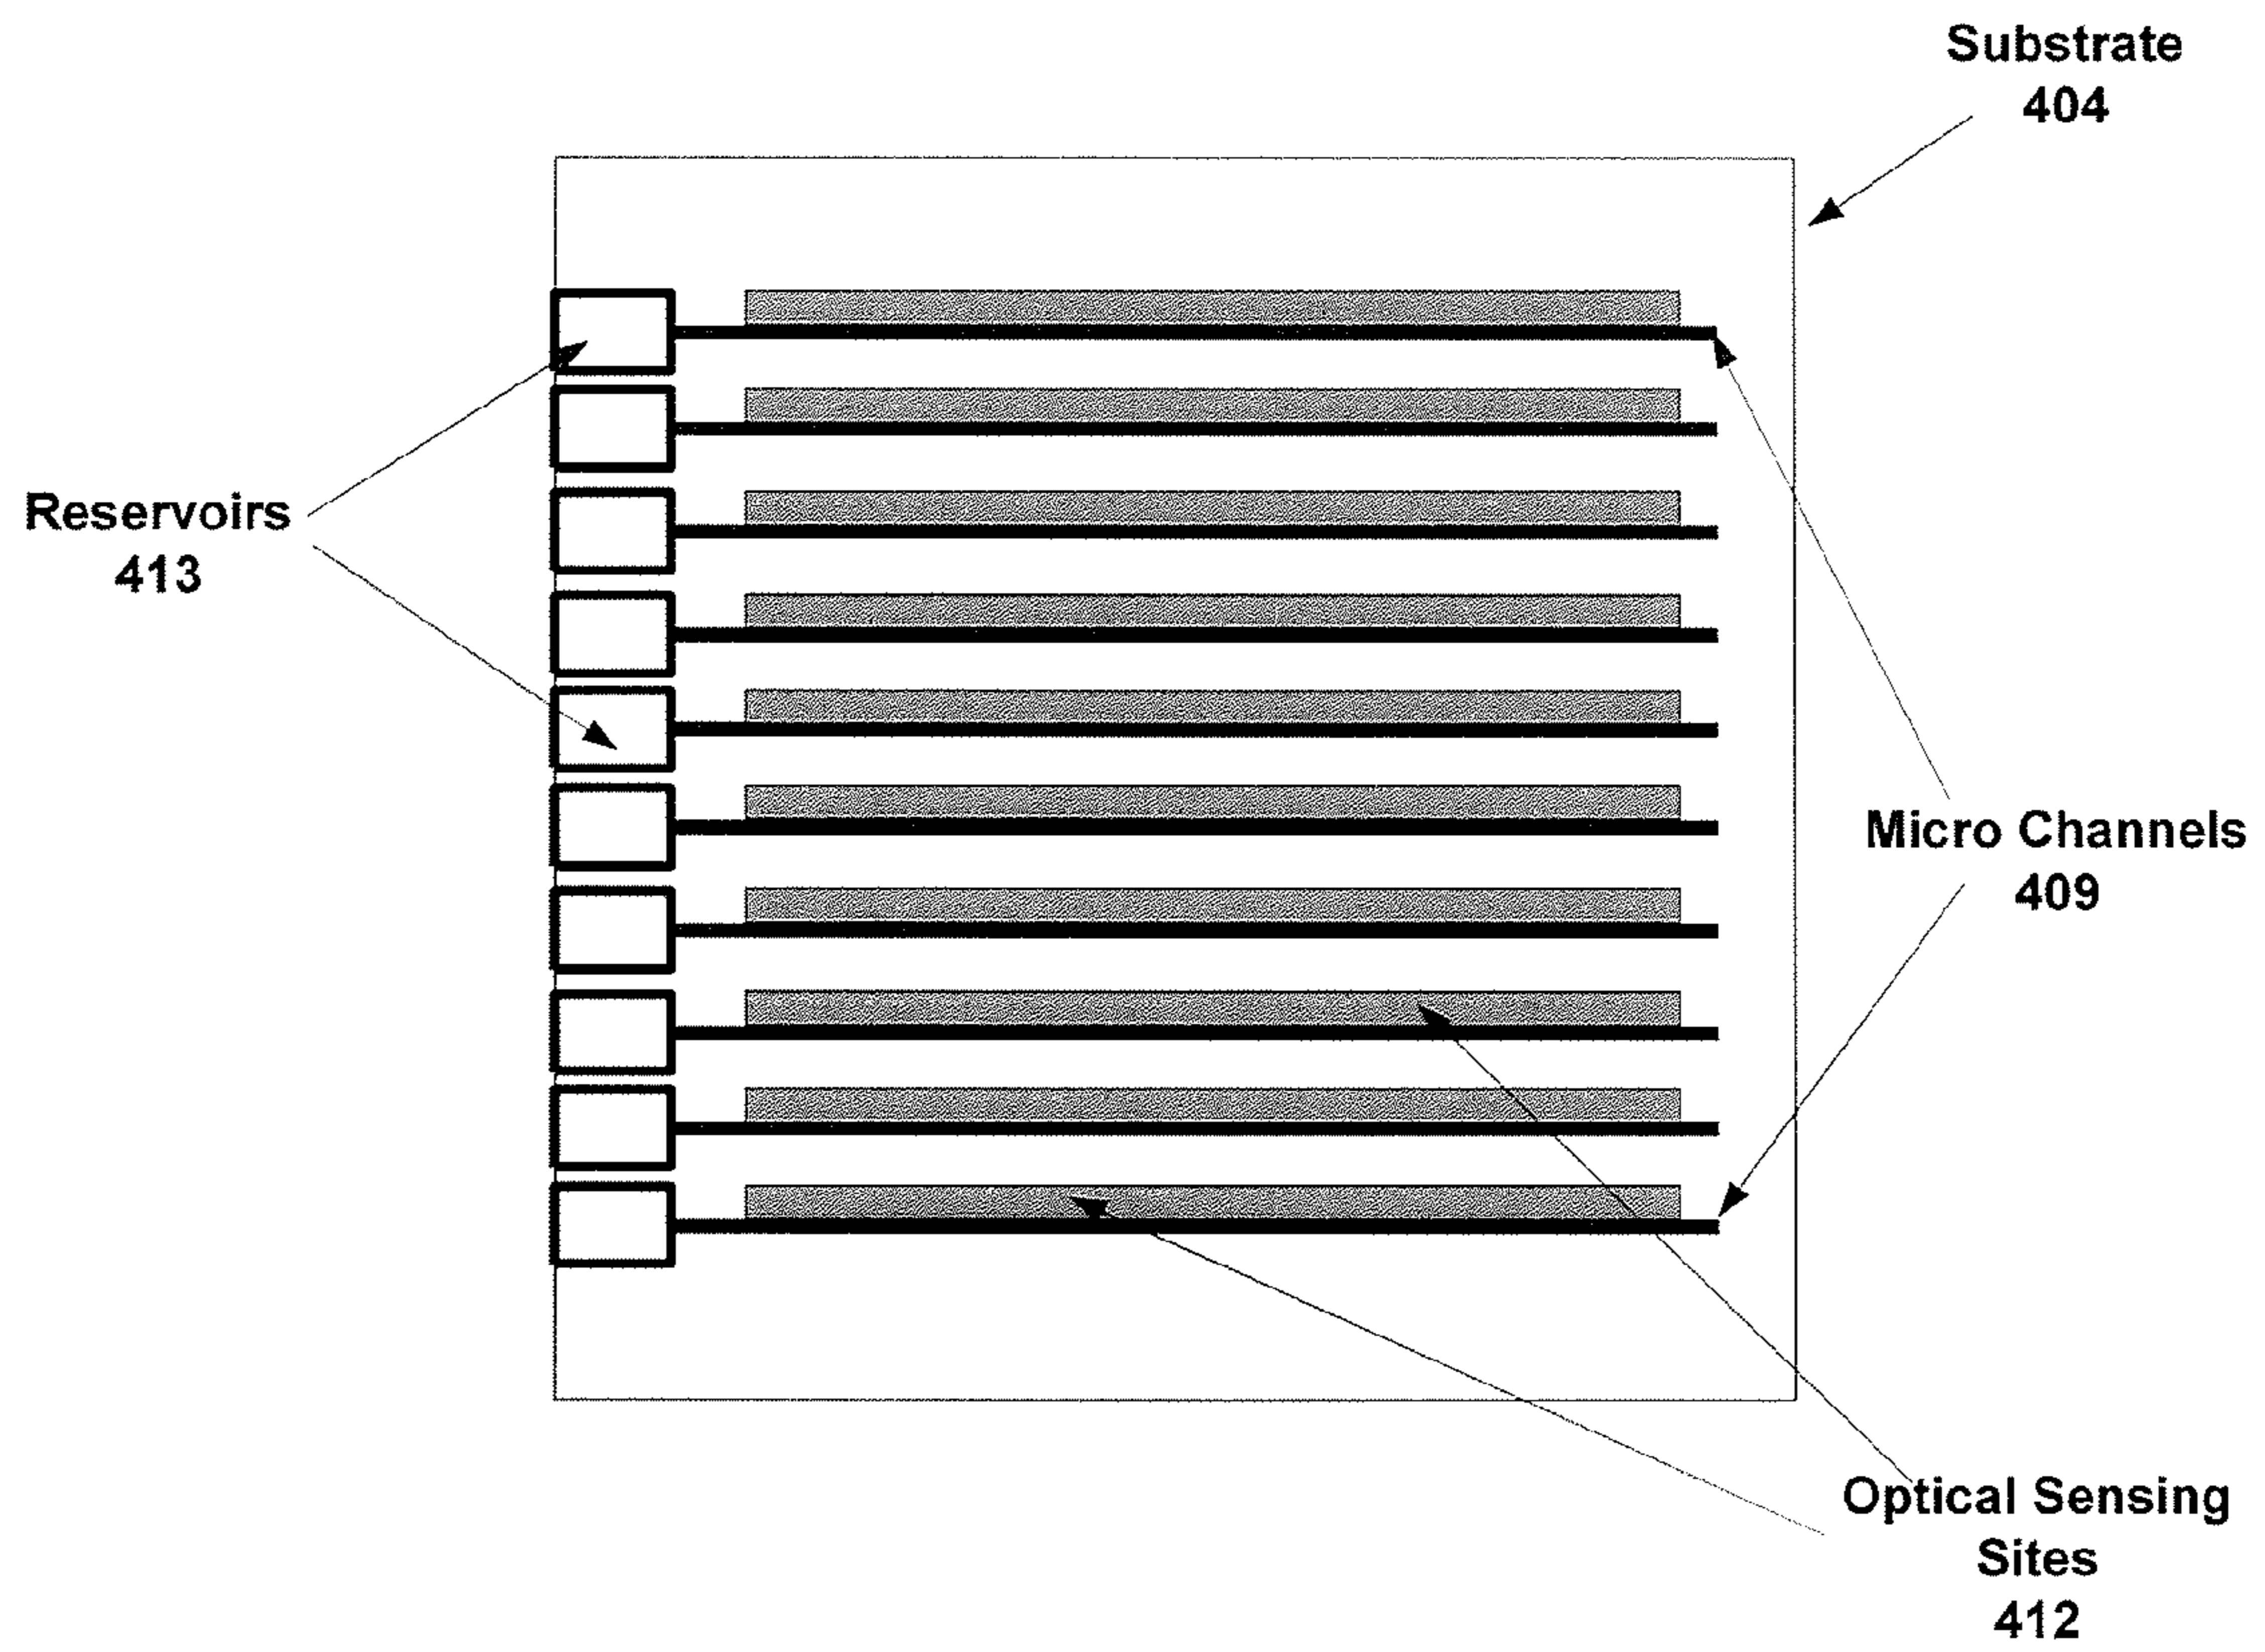 Substrate
404
Reservoirs
413
Micro Channels
409
Optical Sensing
Sites
412